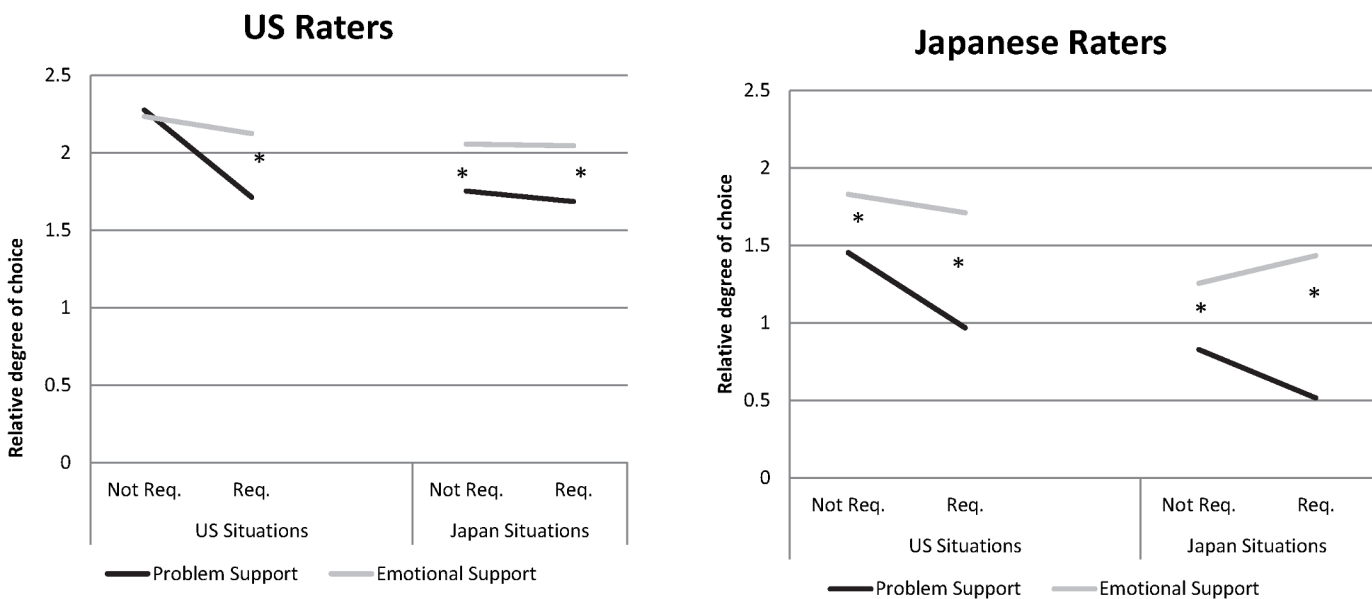 US Raters
2.5
2
1.5
1
0.5
0
Relative degree of choice
*
*
*
Not Req. Req. Not Req. Req.
US Situations Japan Situations
Problem Support Emotional Support
Japanese Raters
2.5
2
1.5
1
0.5
0
Relative degree of choice
*
*
*
*
Not Req. Req. Not Req. Req.
US Situations Japan Situations
Problem Support Emotional Support